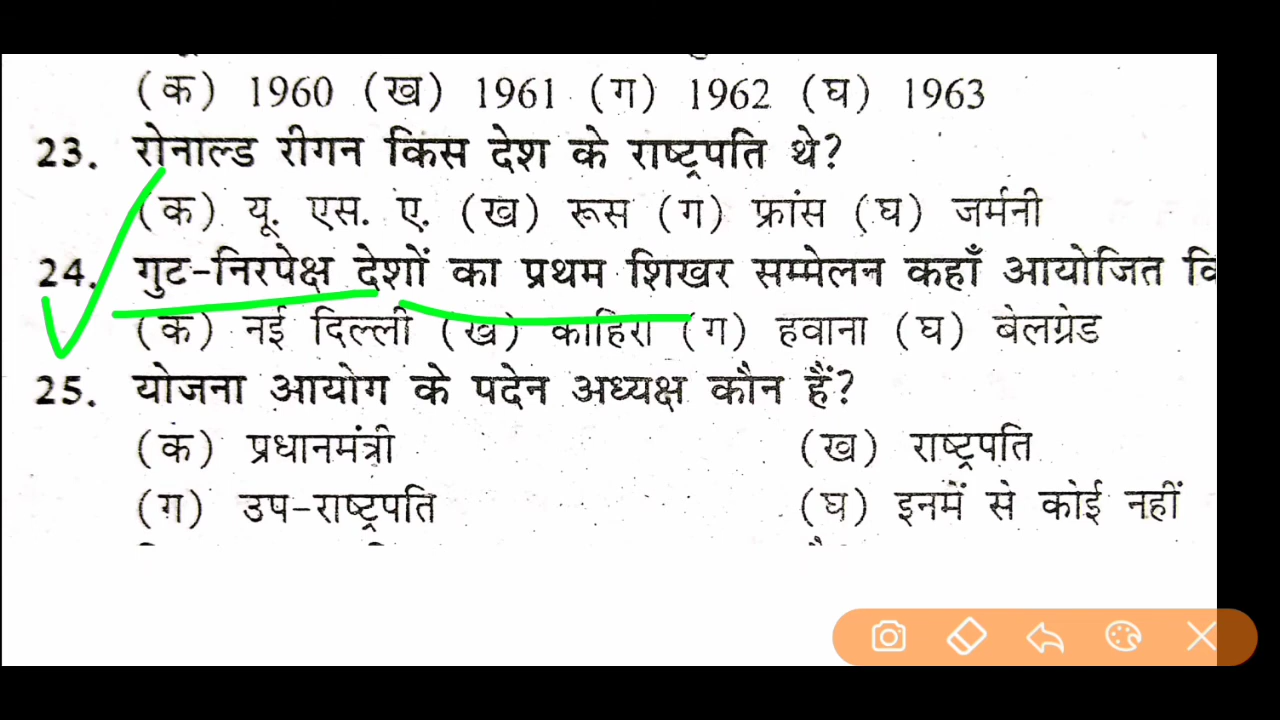 (क) 1960 (ख) 1961 (ग) 1962 (घ) 1963
23. रोनाल्ड रीगन किस देश के राष्ट्रपति थे?
(क) यू. एस. ए. (ख) रूस (ग) फ्रांस (घ) जर्मनी
24. गुट-निरपेक्ष देशों का प्रथम शिखर सम्मेलन कहाँ आयोजित
(क) नई दिल्ली (ख) काहिरा (ग) हवाना (घ) बेलग्रेड
25. योजना आयोग के पदेन अध्यक्ष कौन हैं?
(क) प्रधानमंत्री (ख) राष्ट्रपति
(ग) उप-राष्ट्रपति (घ) इनमें से कोई नहीं